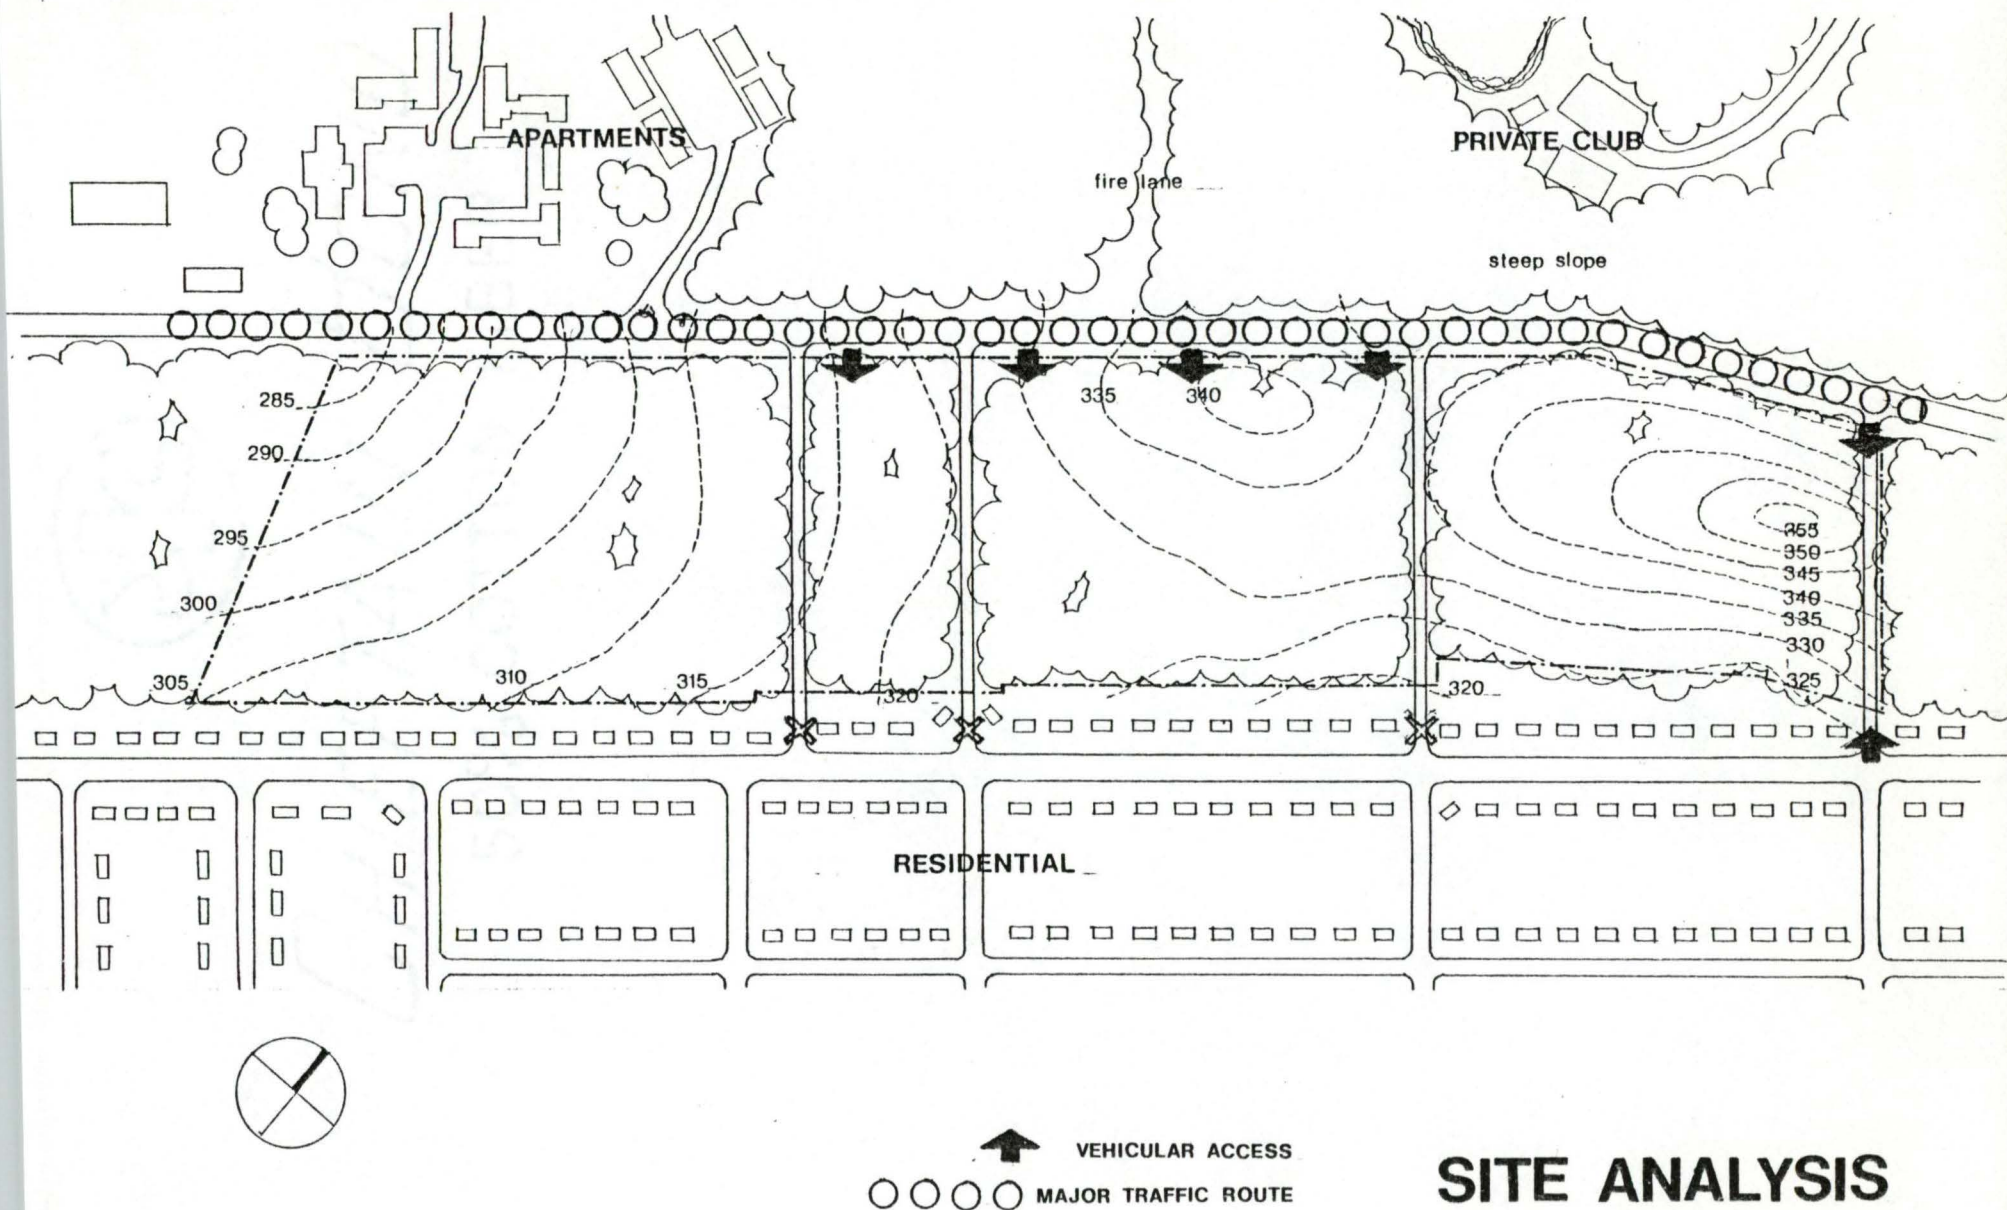 APARTMENTS
PRIVATE CLUB
fire lane
steep slope
285
335
340
290
295
355
350
345
340
300
335
330
305
310
315
320
320
325
RESIDENTIAL
VEHICULAR ACCESS
MAJOR TRAFFIC ROUTE
SITE ANALYSIS